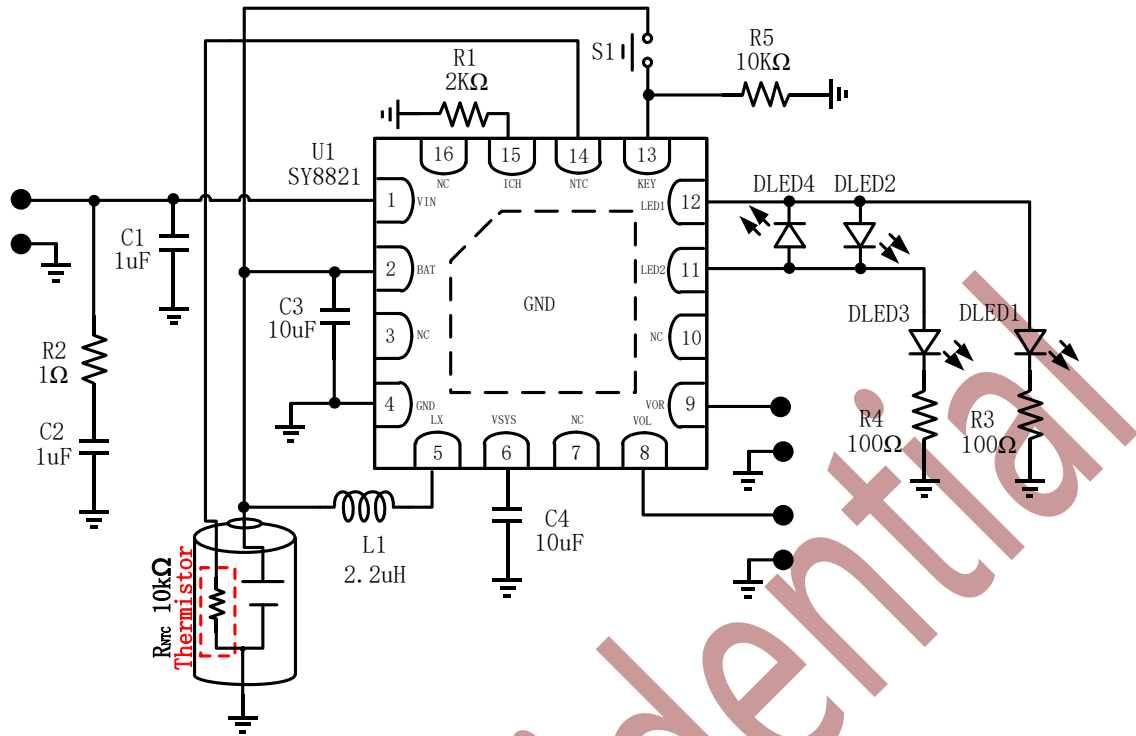 S1
R5
10KΩ
R1
2KΩ
U1
SY8821
16
15
14
13
NC
ICH
NTC
KEY
1
VIN
LED1
12
DLED4
DLED2
C1
1uF
2
BAT
LED2
11
C3
10uF
GND
DLED3
DLED1
3
NC
NC
10
R2
1Ω
4
GND
VOR
9
LX
VSYS
NC
VOL
5
6
7
8
R4
100Ω
R3
100Ω
C2
1uF
L1
2.2uH
C4
10uF
RNTC 10kΩ
Thermistor
idential